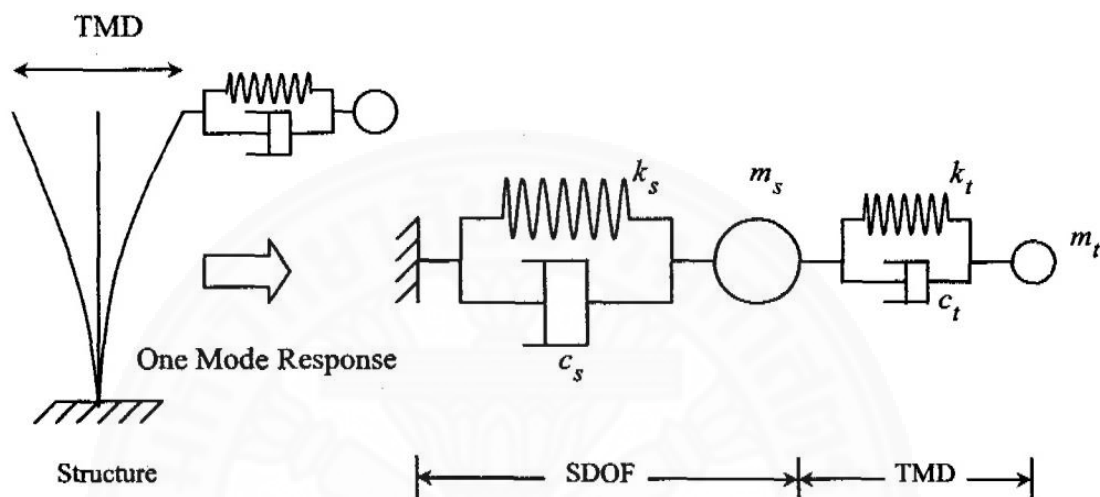 TMD
k_s
m_s
k_t
m_t
c_t
c_s
One Mode Response
Structure
SDOF
TMD